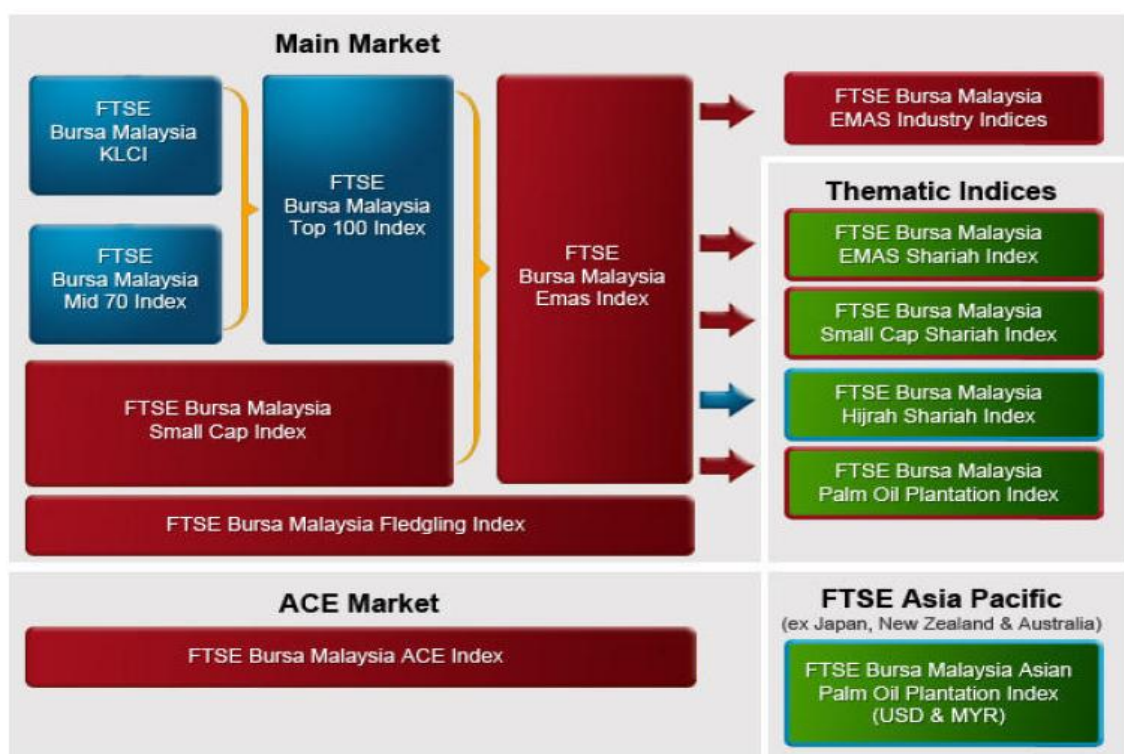 Main Market
FTSE
Bursa Malaysia
KLCI
FTSE
Bursa Malaysia
Mid 70 Index
FTSE
Bursa Malaysia
Top 100 Index
FTSE Bursa Malaysia
Small Cap Index
FTSE
Bursa Malaysia
Emas Index
FTSE Bursa Malaysia Fledgling Index
FTSE Bursa Malaysia
EMAS Industry Indices
Thematic Indices
FTSE Bursa Malaysia
EMAS Shariah Index
FTSE Bursa Malaysia
Small Cap Shariah Index
FTSE Bursa Malaysia
Hijrah Shariah Index
FTSE Bursa Malaysia
Palm Oil Plantation Index
ACE Market
FTSE Bursa Malaysia ACE Index
FTSE Asia Pacific
(ex Japan, New Zealand & Australia)
FTSE Bursa Malaysia Asian
Palm Oil Plantation Index
(USD & MYR)